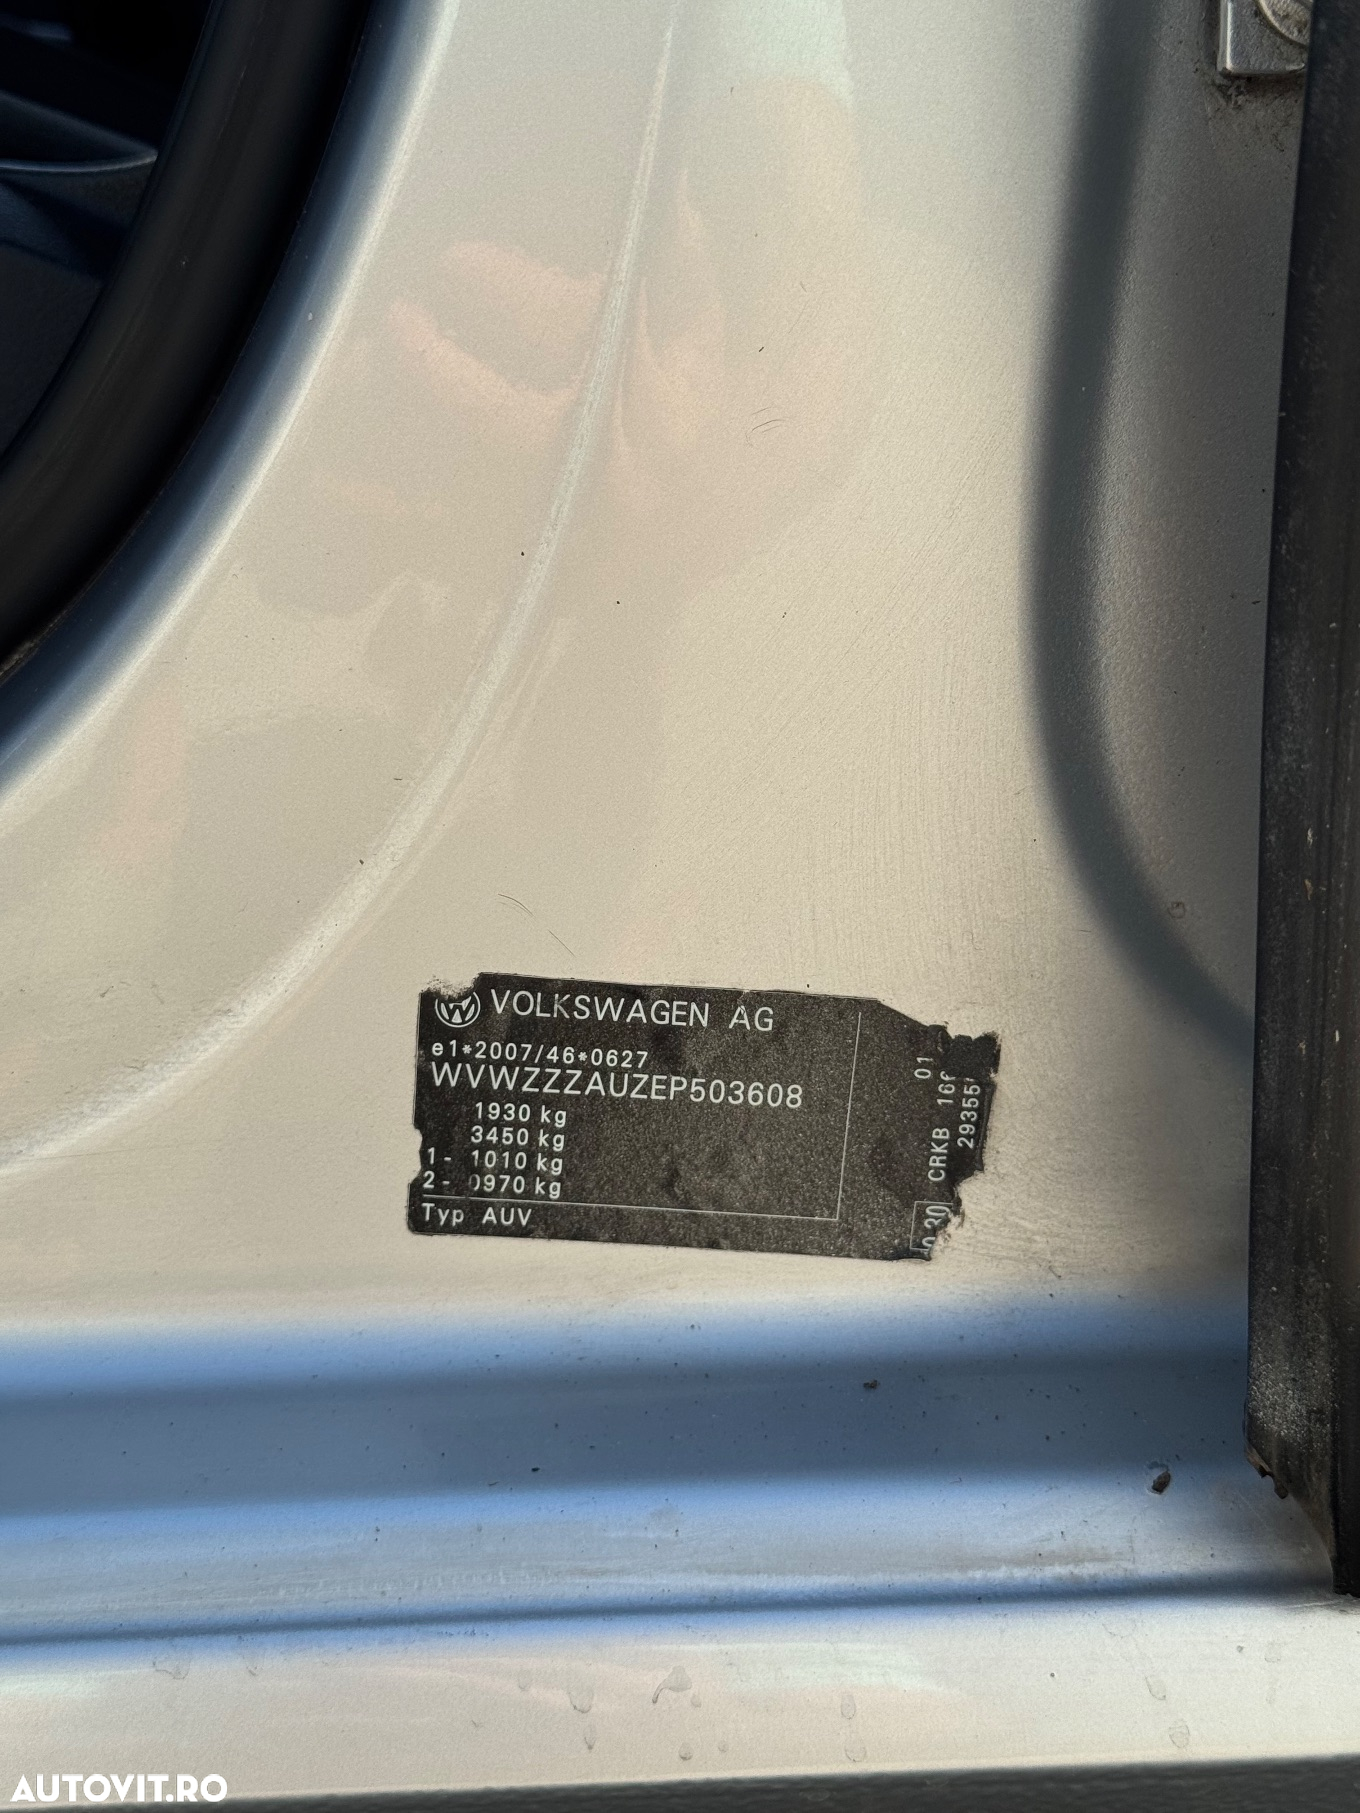 VOLKSWAGEN AG
e1*2007/46*0627
WVWZZZAUZEP503608
1930 kg
3450 kg
1- 1010 kg
2- 0970 kg
Typ AUV
01
CRKB
AUTOVIT.RO